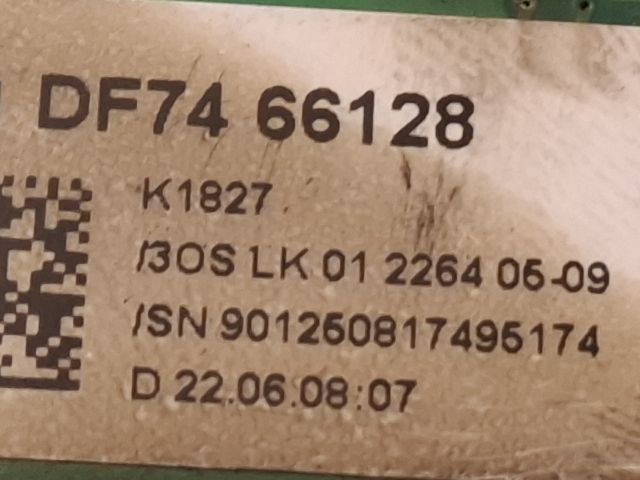 DF74 66128
K1827
/3OS LK 01 2264 05-09
/SN 901250817495174
D 22.06.08:07